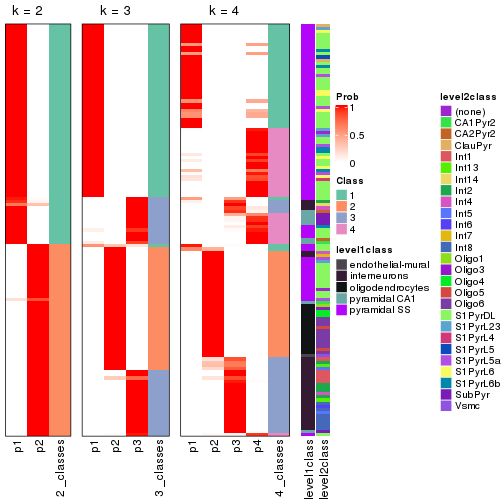 k = 2
k = 3
k = 4
Prob
1
0.5
0
Class
1
2
3
4
level1class
endothelial-mural
interneurons
oligodendrocytes
pyramidal CA1
pyramidal SS
level2class
(none)
CA1Pyr2
CA2Pyr2
ClauPyr
Int1
Int13
Int14
Int2
Int4
Int5
Int6
Int7
Int8
Oligo1
Oligo3
Oligo4
Oligo5
Oligo6
S1PyrDL
S1PyrL23
S1PyrL4
S1PyrL5
S1PyrL5a
S1PyrL6
S1PyrL6b
SubPyr
Vsmc
p1
p2
2_classes
p1
p2
p3
3_classes
p1
p2
p3
p4
4_classes
level1class
level2class